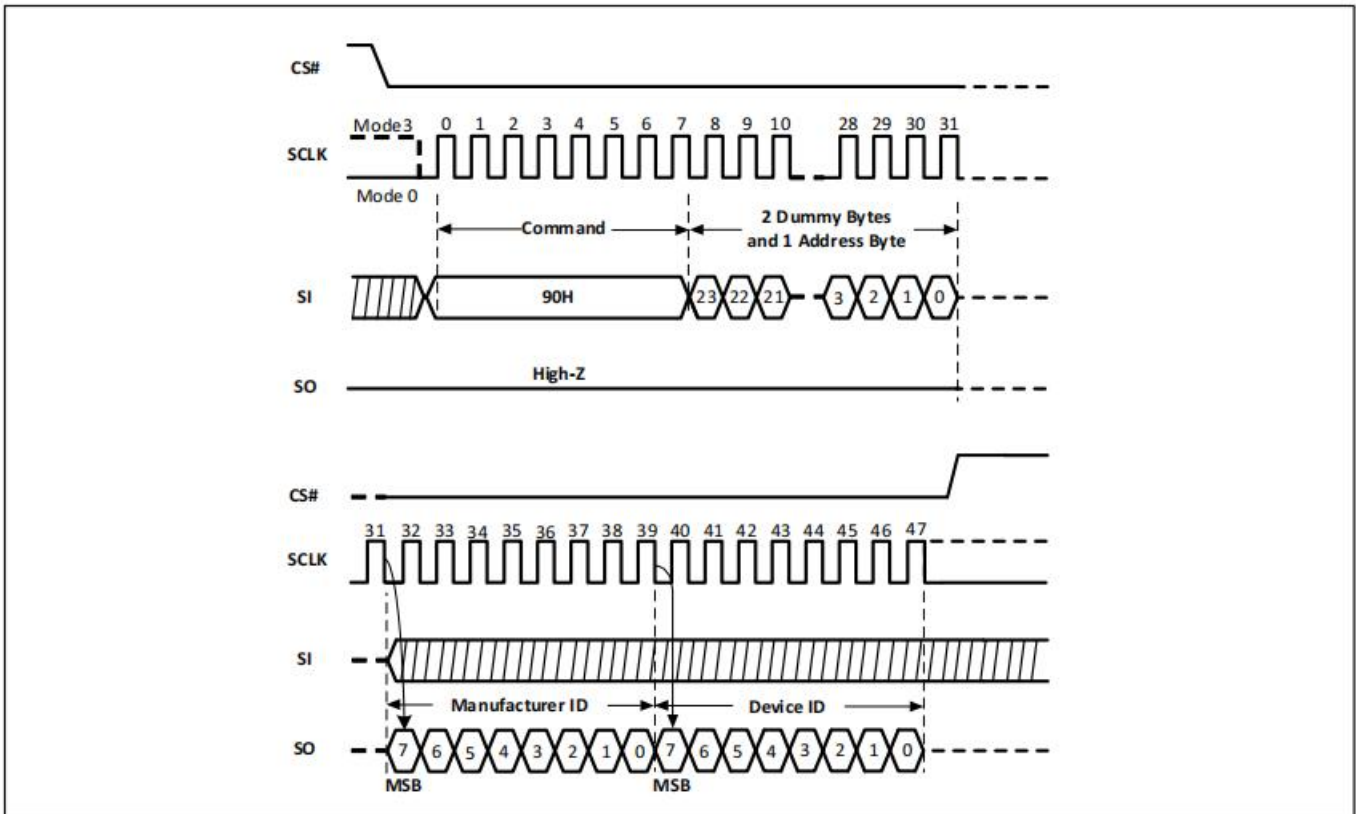 CS#
Mode3 0 1 2 3 4 5 6 7 8 9 10 28 29 30 31
SCLK
Mode 0
Command
2 Dummy Bytes
and 1 Address Byte
SI 90H 23 22 21 3 2 1 0
High-Z
SO
CS#
31 32 33 34 35 36 37 38 39 40 41 42 43 44 45 46 47
SCLK
SI
Manufacturer ID Device ID
SO 7 6 5 4 3 2 1 0 7 6 5 4 3 2 1 0
MSB MSB